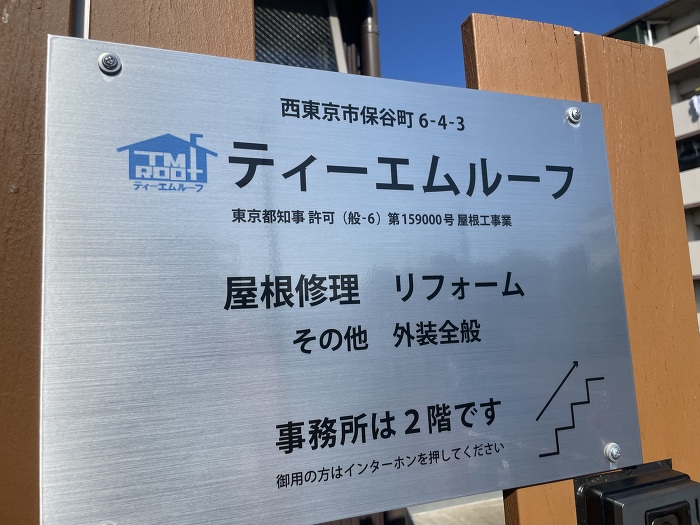 西東京市保谷町 6-4-3
TM
ROOF
ティーエムルーフ
ティーエムルーフ
東京都知事 許可（般-6）第159000号 屋根工事業
屋根修理　リフォーム
その他　外装全般
事務所は２階です
御用の方はインターホンを押してください